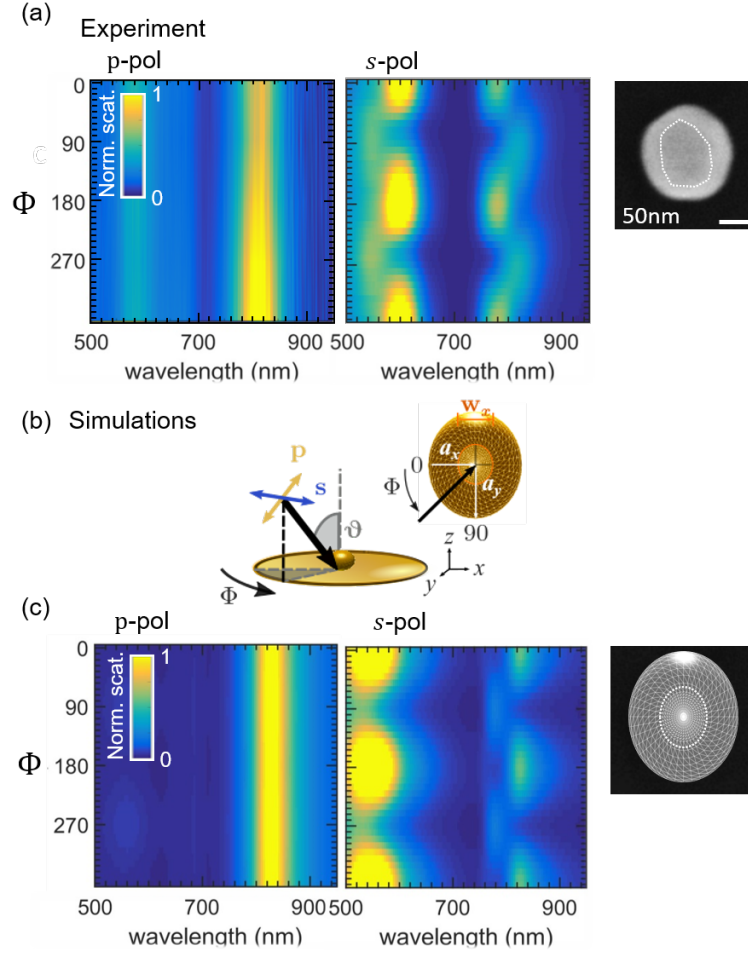 (a)
Experiment
p-pol
s-pol
Norm. scat.
1
0
0
90
180
270
Φ
500
700
900
500
700
900
wavelength (nm)
wavelength (nm)
50nm
(b) Simulations
p
s
ϑ
Φ
w_x
a_x
a_y
0
Φ
90
z
y
x
(c)
p-pol
s-pol
Norm. scat.
1
0
0
90
180
270
Φ
500
700
900
500
700
900
wavelength (nm)
wavelength (nm)